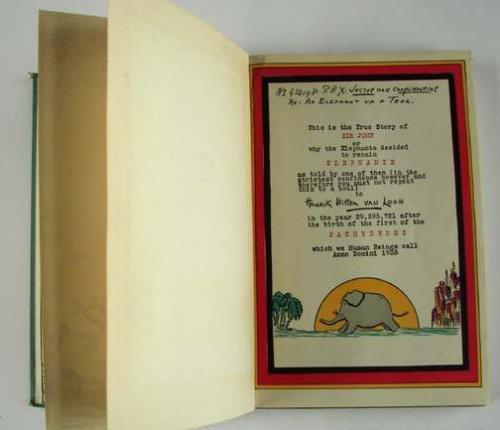 Re: An Elephant up a Tree.
This is the True Story of
SIR JOHN
or
why the Elephants decided
to remain
ELEPHANTS
as told by one of them (in the
strictest confidence however and
therefore you must not repeat
this to a soul)
to
Hendrik Willem VAN LOON
in the year 29,395,721 after
the birth of the first of the
PACHYDERMS
which we Human Beings call
Anno Domini 1933